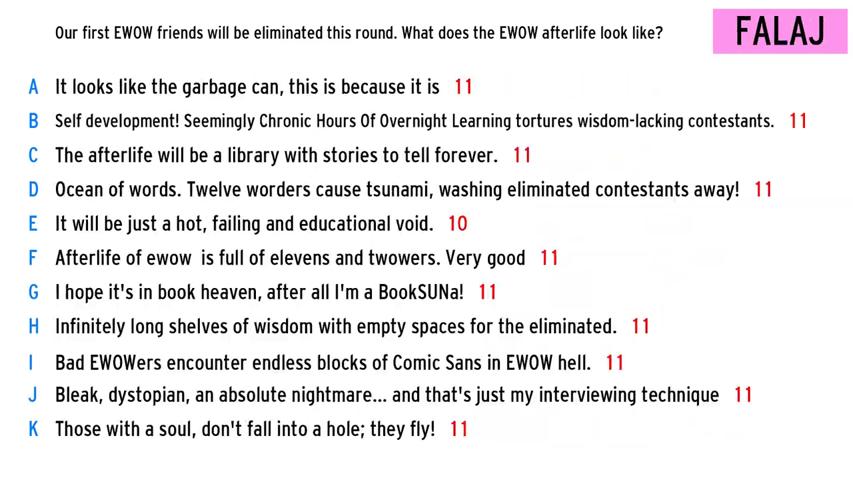 Our first EWOW friends will be eliminated this round. What does the EWOW afterlife look like?
FALAJ
A It looks like the garbage can, this is because it is 11
B Self development! Seemingly Chronic Hours Of Overnight Learning tortures wisdom-lacking contestants. 11
C The afterlife will be a library with stories to tell forever. 11
D Ocean of words. Twelve worders cause tsunami, washing eliminated contestants away! 11
E It will be just a hot, failing and educational void. 10
F Afterlife of ewow is full of elevens and twowers. Very good 11
G I hope it's in book heaven, after all I'm a BookSUNa! 11
H Infinitely long shelves of wisdom with empty spaces for the eliminated. 11
I Bad EWOWers encounter endless blocks of Comic Sans in EWOW hell. 11
J Bleak, dystopian, an absolute nightmare... and that's just my interviewing technique 11
K Those with a soul, don't fall into a hole; they fly! 11